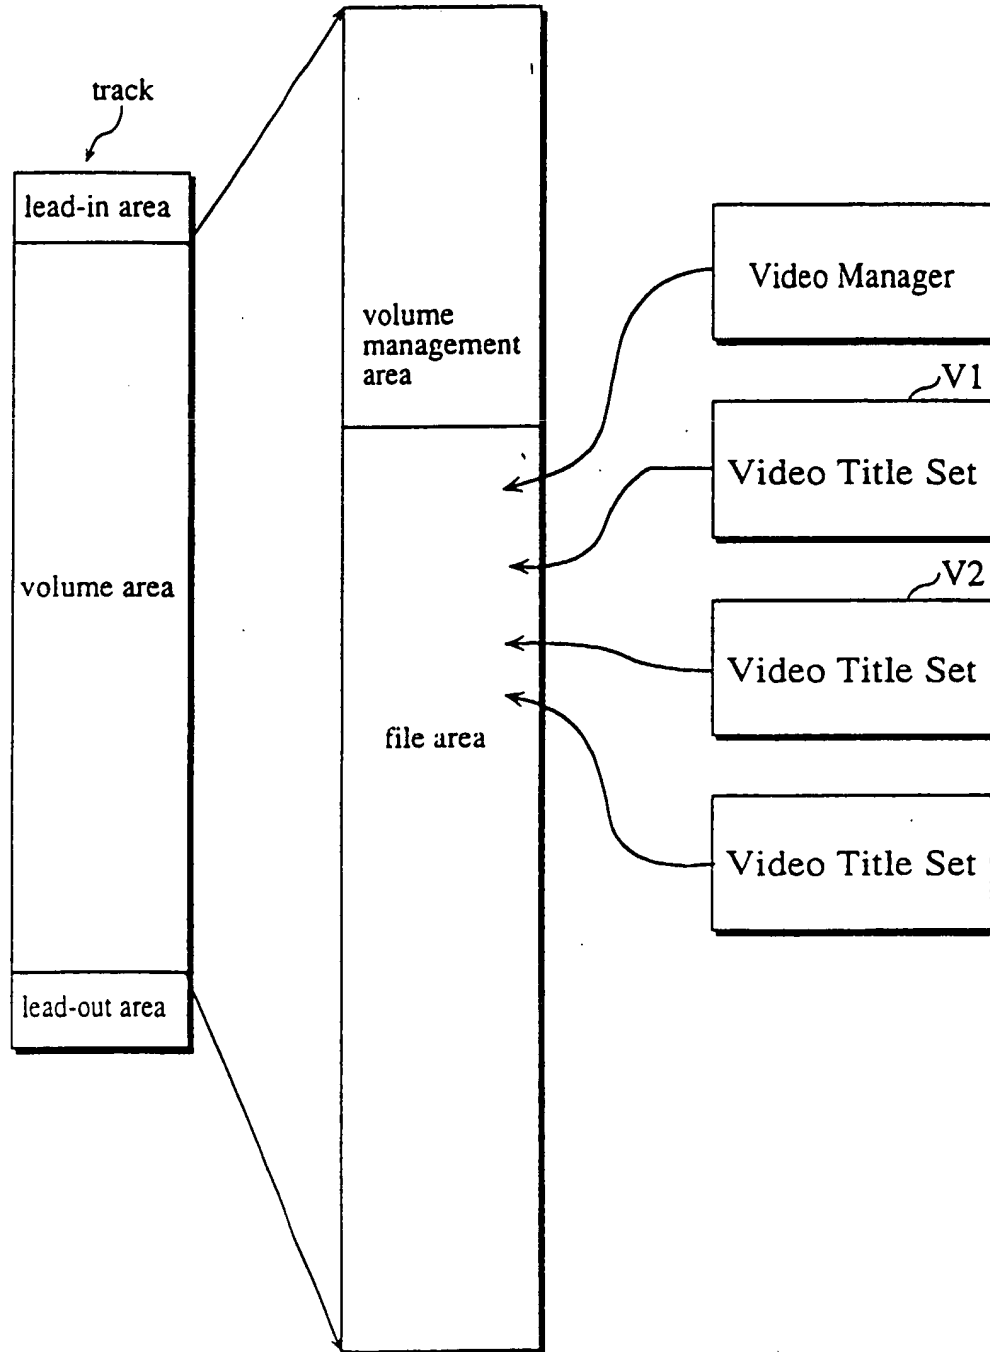 track
lead-in area
volume area
lead-out area
volume
management
area
file area
Video Manager
V1
Video Title Set
V2
Video Title Set
Video Title Set